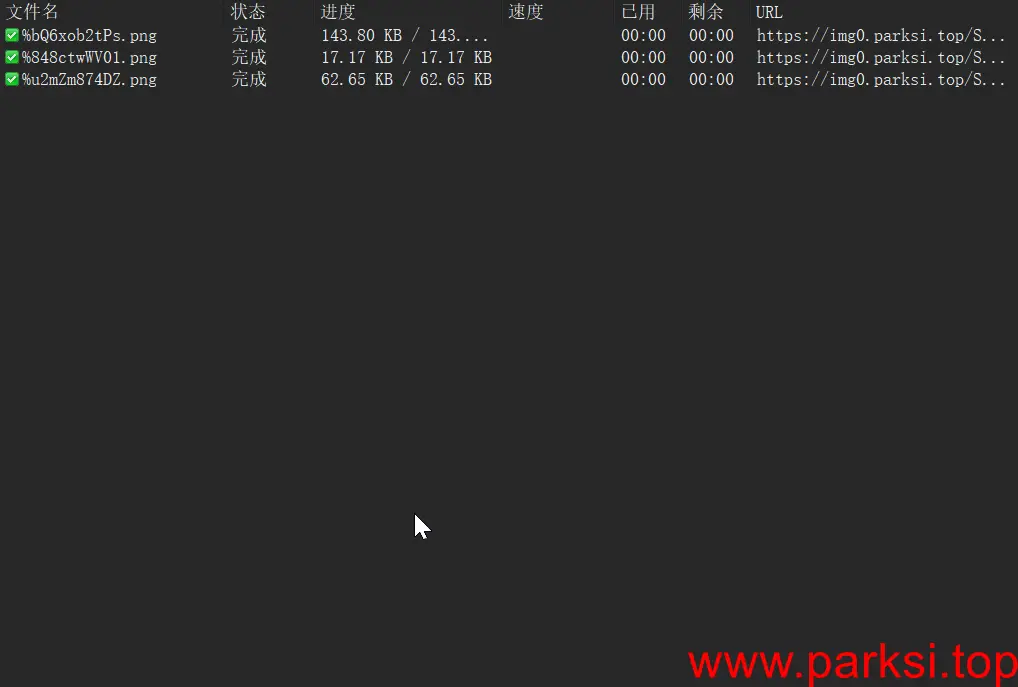 文件名 状态 进度 速度 已用 剩余 URL
%bQ6xob2tPs.png 完成 143.80 KB / 143.... 00:00 00:00 https://img0.parksi.top/S...
%848ctwWV01.png 完成 17.17 KB / 17.17 KB 00:00 00:00 https://img0.parksi.top/S...
%u2mZm874DZ.png 完成 62.65 KB / 62.65 KB 00:00 00:00 https://img0.parksi.top/S...
www.parksi.top